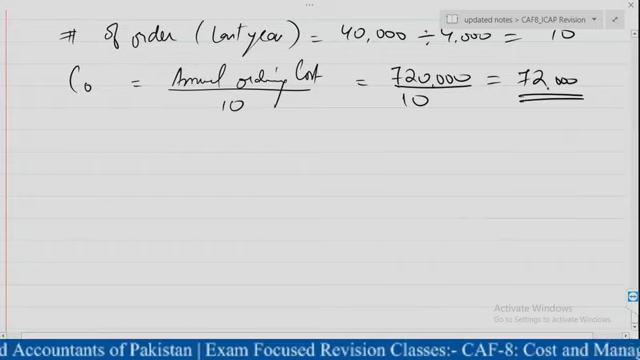 updated notes > CAF8_ICAP Revision
# of order (Last year) = 40,000 ÷ 4,000 = 10
Co = Annual ordring Cost / 10 = 720,000 / 10 = 72,000
Activate Windows
Go to Settings to activate Windows.
d Accountants of Pakistan | Exam Focused Revision Classes:- CAF-8: Cost and Mana